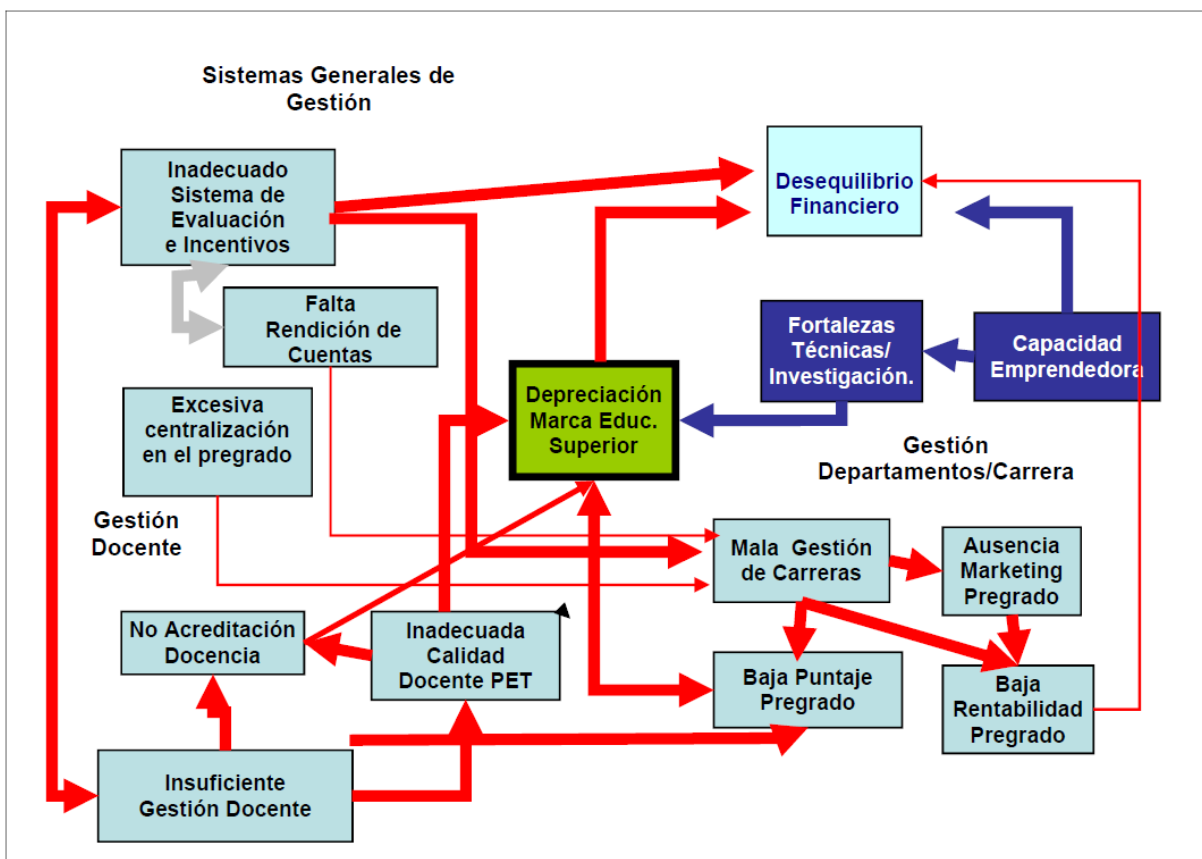 Sistemas Generales de
Gestión
Inadecuado
Sistema de
Evaluación
e Incentivos
Desequilibrio
Financiero
Falta
Rendición de
Cuentas
Fortalezas
Técnicas/
Investigación.
Capacidad
Emprendedora
Depreciación
Marca Educ.
Superior
Excesiva
centralización
en el pregrado
Gestión
Departamentos/Carrera
Gestión
Docente
Mala Gestión
de Carreras
Ausencia
Marketing
Pregrado
No Acreditación
Docencia
Inadecuada
Calidad
Docente PET
Baja Puntaje
Pregrado
Baja
Rentabilidad
Pregrado
Insuficiente
Gestión Docente